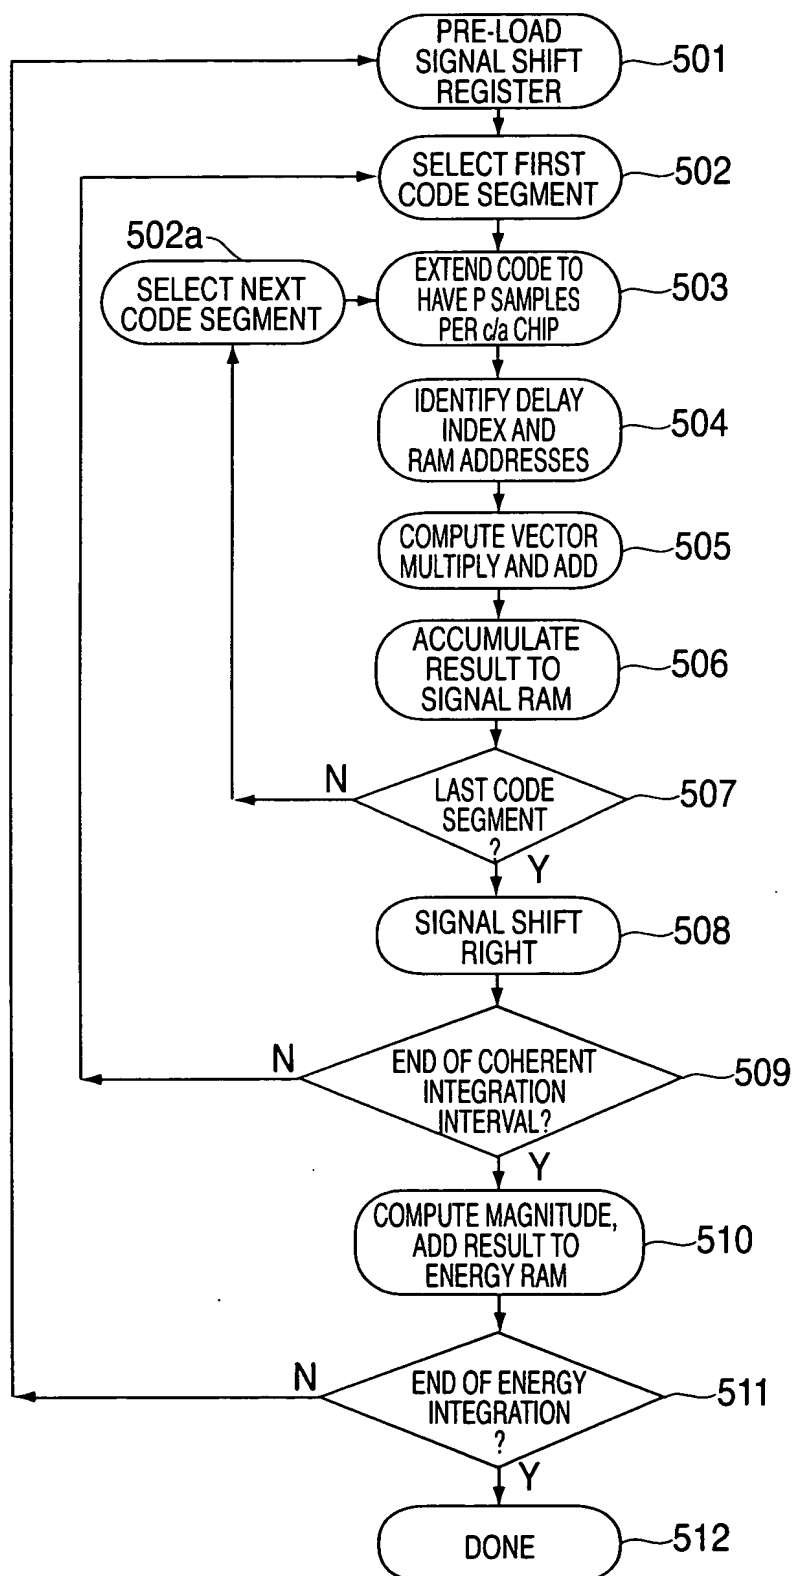 PRE-LOAD
SIGNAL SHIFT
REGISTER
501
SELECT FIRST
CODE SEGMENT
502
502a
SELECT NEXT
CODE SEGMENT
EXTEND CODE TO
HAVE P SAMPLES
PER c/a CHIP
503
IDENTIFY DELAY
INDEX AND
RAM ADDRESSES
504
COMPUTE VECTOR
MULTIPLY AND ADD
505
ACCUMULATE
RESULT TO
SIGNAL RAM
506
N
LAST CODE
SEGMENT
?
507
Y
SIGNAL SHIFT
RIGHT
508
N
END OF COHERENT
INTEGRATION
INTERVAL?
509
Y
COMPUTE MAGNITUDE,
ADD RESULT TO
ENERGY RAM
510
N
END OF ENERGY
INTEGRATION
?
511
Y
DONE
512